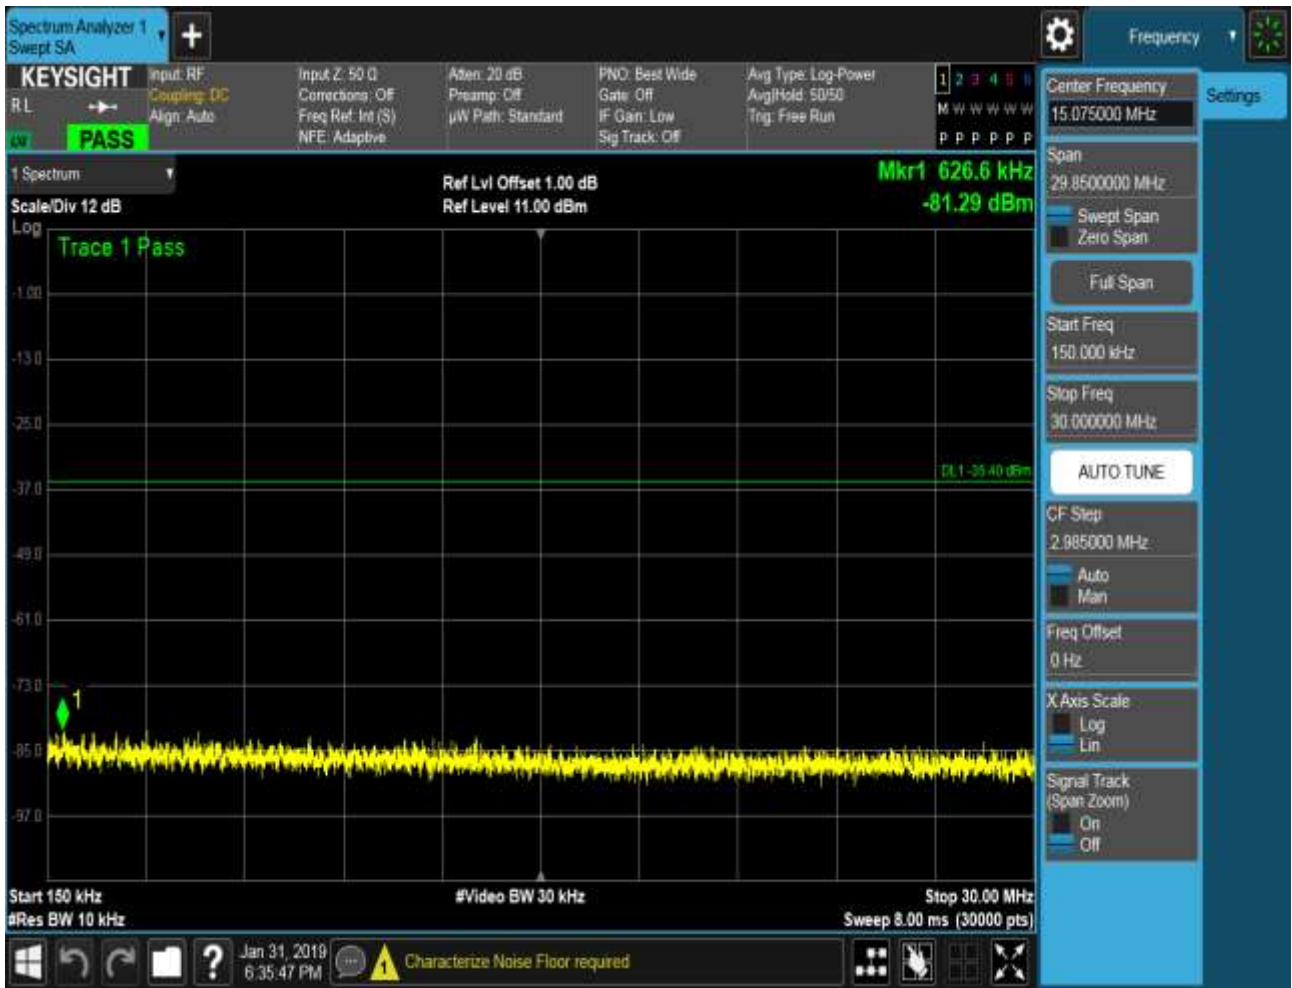 Spectrum Analyzer 1
Swept SA
Frequency
Settings
KEYSIGHT
R L
PASS
Input: RF
Coupling: DC
Align: Auto
Input Z: 50 Ω
Corrections: Off
Freq Ref: Int (S)
NFE: Adaptive
Atten: 20 dB
Preamp: Off
µW Path: Standard
PNO: Best Wide
Gate: Off
IF Gain: Low
Sig Track: Off
Avg Type: Log-Power
Avg|Hold: 50/50
Trig: Free Run
1 2 3 4 5 6
M W W W W W
P P P P P P
1 Spectrum
Scale/Div 12 dB
Log
Ref Lvl Offset 1.00 dB
Ref Level 11.00 dBm
Mkr1 626.6 kHz
-81.29 dBm
Trace 1 Pass
-1.00
-13.0
-25.0
DL1 -35.40 dBm
-37.0
-49.0
-61.0
-73.0
1
-85.0
-97.0
Start 150 kHz
#Res BW 10 kHz
#Video BW 30 kHz
Stop 30.00 MHz
Sweep 8.00 ms (30000 pts)
Center Frequency
15.075000 MHz
Span
29.8500000 MHz
Swept Span
Zero Span
Full Span
Start Freq
150.000 kHz
Stop Freq
30.000000 MHz
AUTO TUNE
CF Step
2.985000 MHz
Auto
Man
Freq Offset
0 Hz
X Axis Scale
Log
Lin
Signal Track
(Span Zoom)
On
Off
?
Jan 31, 2019
6:35:47 PM
1
Characterize Noise Floor required